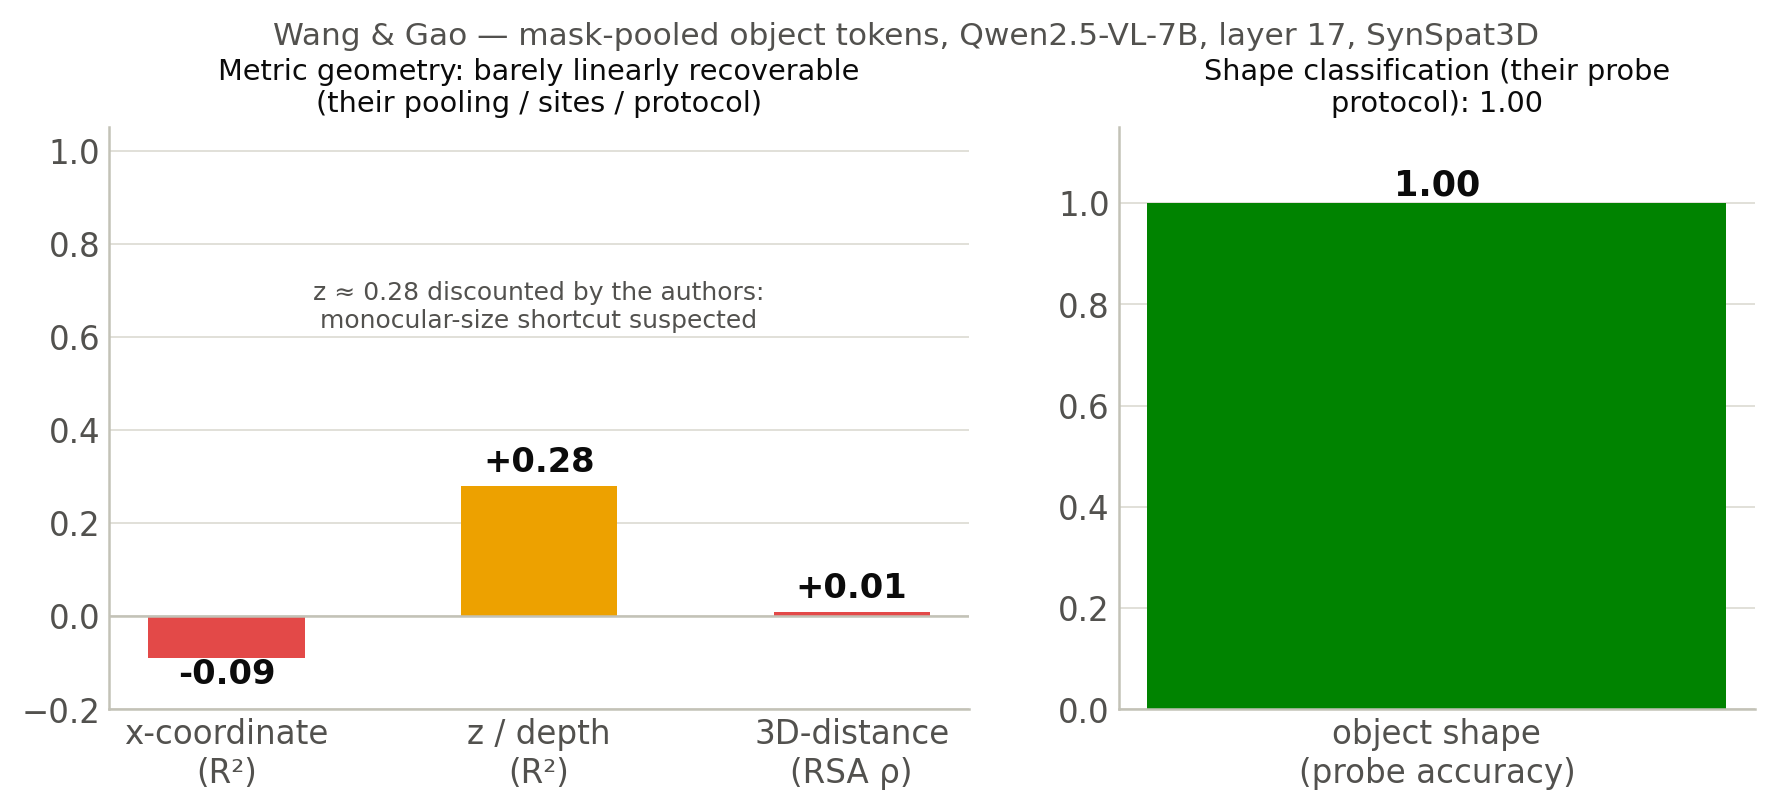 Wang & Gao — mask-pooled object tokens, Qwen2.5-VL-7B, layer 17, SynSpat3D
Metric geometry: barely linearly recoverable
(their pooling / sites / protocol)
1.0
0.8
0.6
0.4
0.2
0.0
−0.2
z ≈ 0.28 discounted by the authors:
monocular-size shortcut suspected
-0.09
+0.28
+0.01
x-coordinate
(R²)
z / depth
(R²)
3D-distance
(RSA ρ)
Shape classification (their probe
protocol): 1.00
1.0
0.8
0.6
0.4
0.2
0.0
1.00
object shape
(probe accuracy)